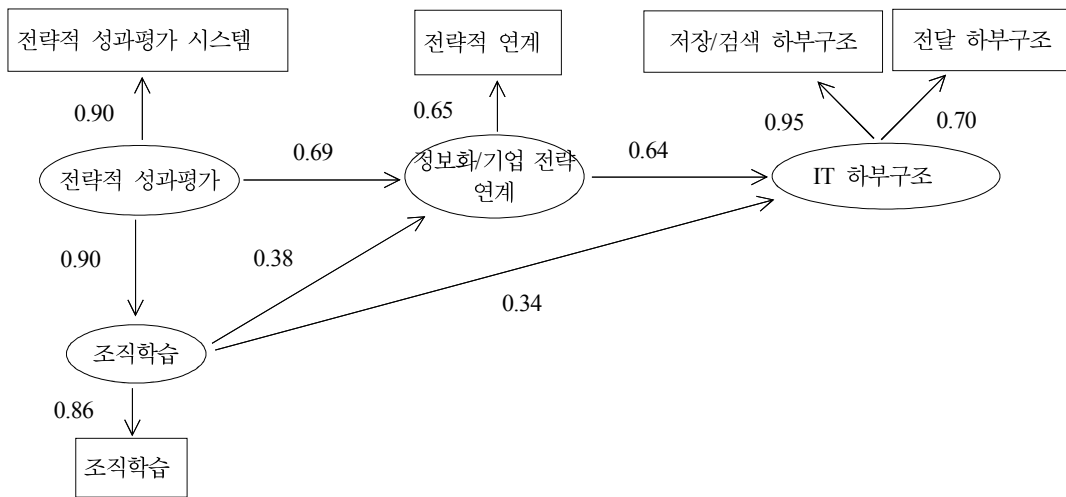 전략적 성과평가 시스템
전략적 연계
저장/검색 하부구조
전달 하부구조
0.90
0.65
0.95
0.70
전략적 성과평가
0.69
정보화/기업 전략
연계
0.64
IT 하부구조
0.90
0.38
0.34
조직학습
0.86
조직학습